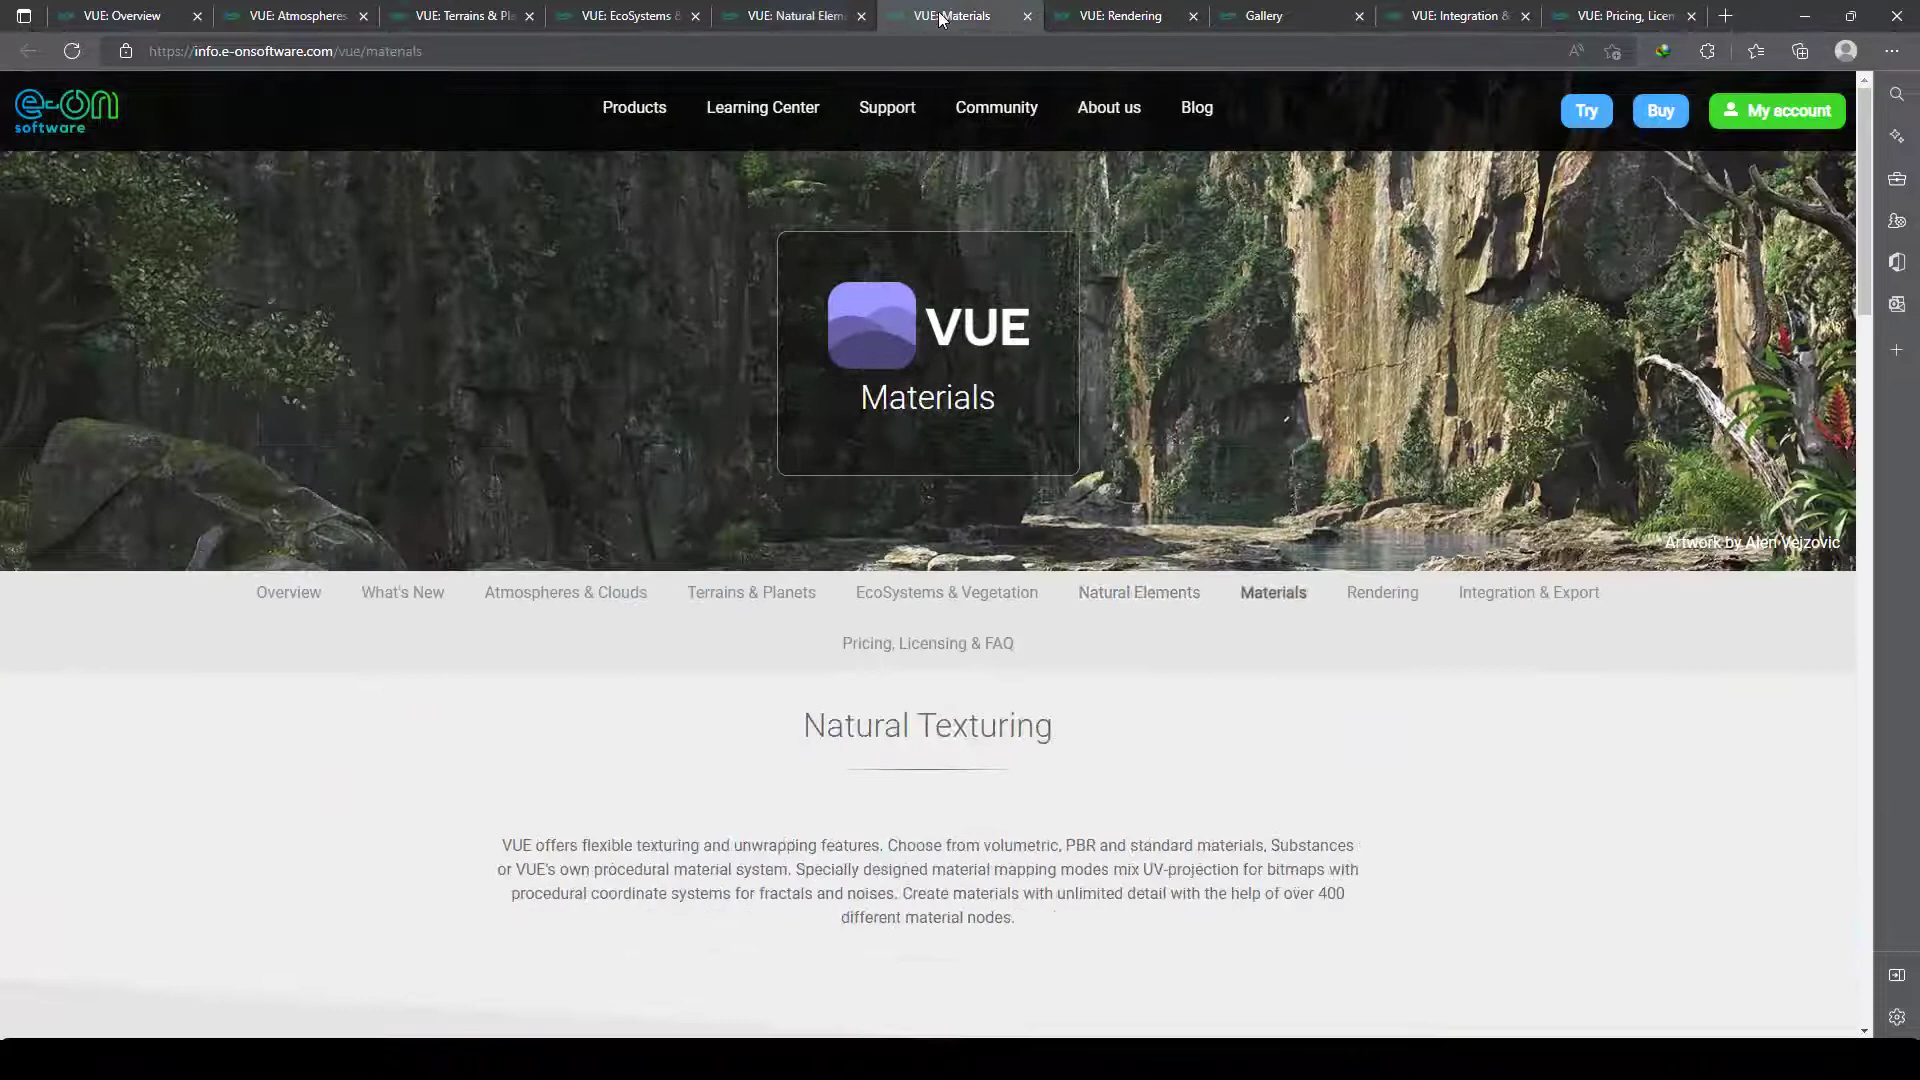 VUE: Overview
VUE: Atmospheres
VUE: Terrains & Pl
VUE: EcoSystems &
VUE: Natural Elem
VUE: Materials
VUE: Rendering
Gallery
VUE: Integration &
VUE: Pricing, Licen
https://info.e-onsoftware.com/vue/materials
e-on
software
Products
Learning Center
Support
Community
About us
Blog
Try
Buy
My account
VUE
Materials
Artwork by Alen Vejzovic
Overview
What's New
Atmospheres & Clouds
Terrains & Planets
EcoSystems & Vegetation
Natural Elements
Materials
Rendering
Integration & Export
Pricing, Licensing & FAQ
Natural Texturing
VUE offers flexible texturing and unwrapping features. Choose from volumetric, PBR and standard materials, Substances
or VUE's own procedural material system. Specially designed material mapping modes mix UV-projection for bitmaps with
procedural coordinate systems for fractals and noises. Create materials with unlimited detail with the help of over 400
different material nodes.